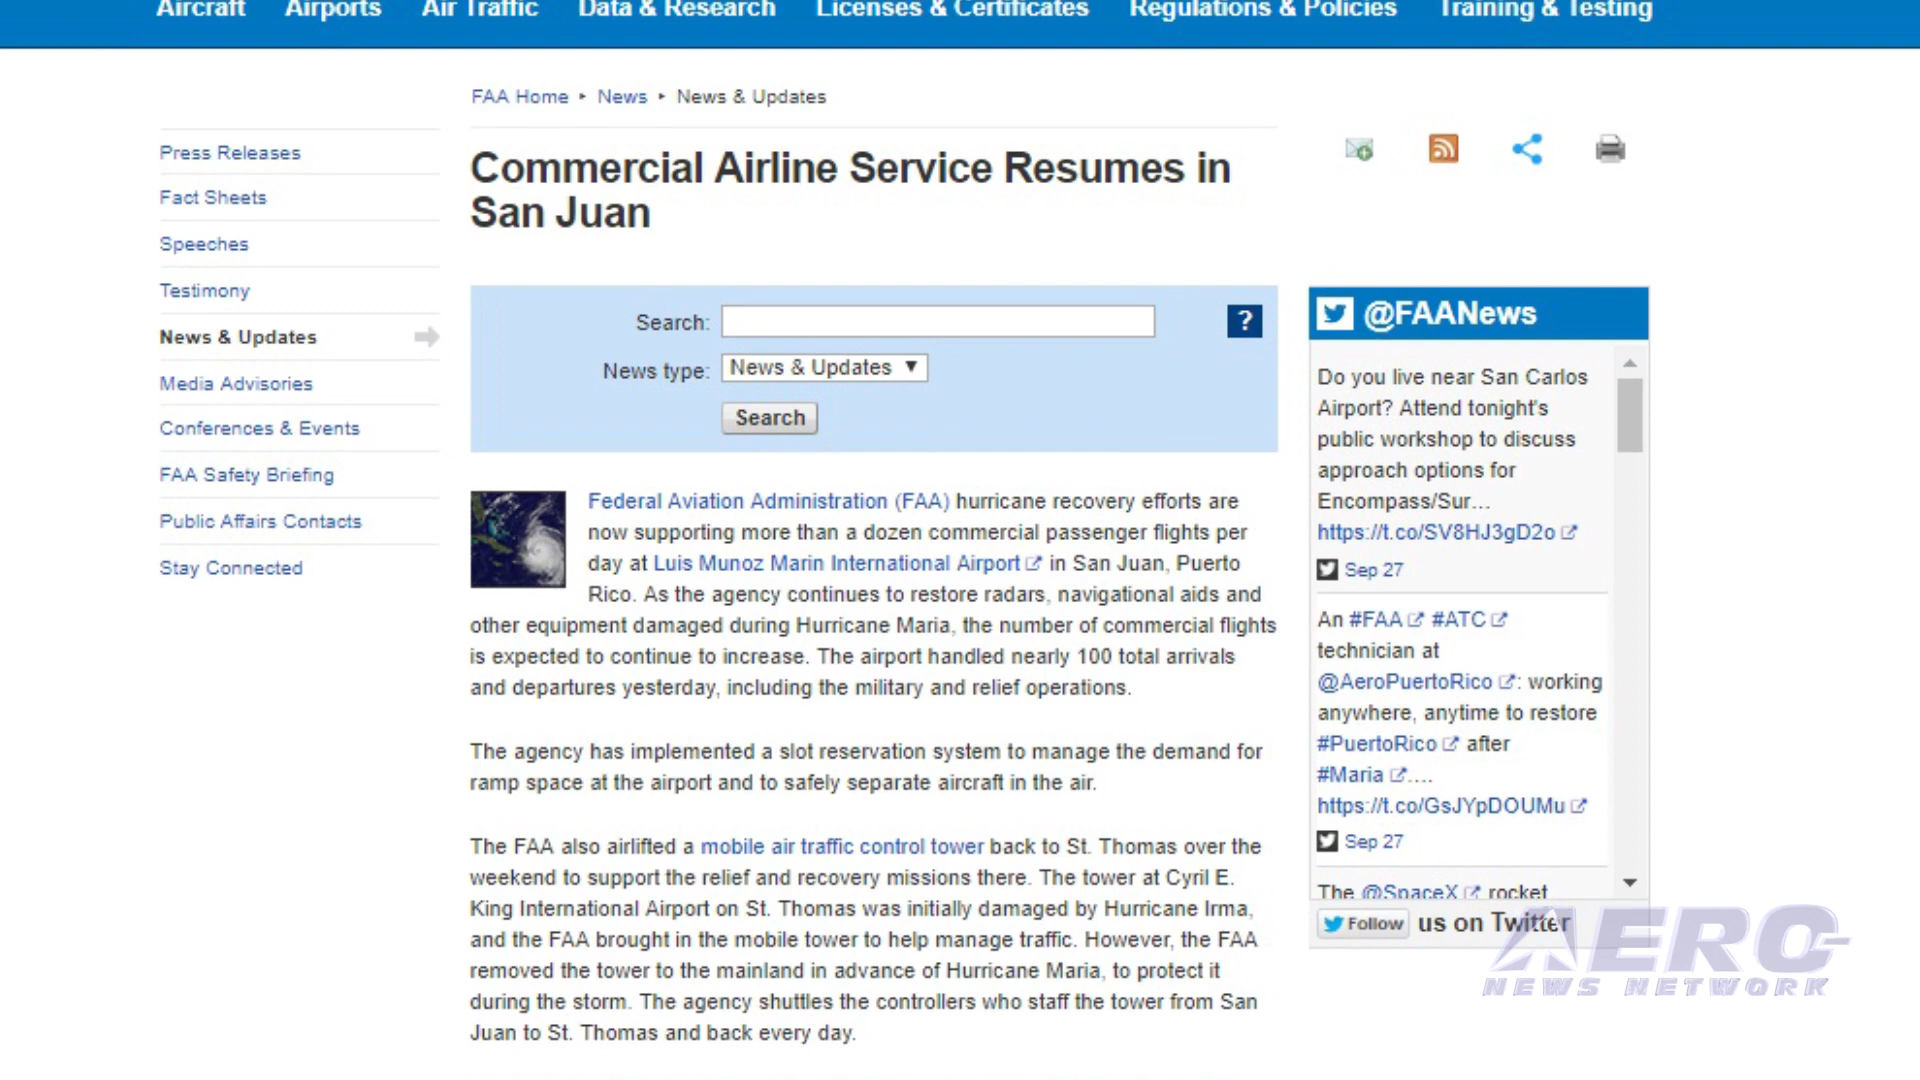 Aircraft Airports Air Traffic Data & Research Licenses & Certificates Regulations & Policies Training & Testing
FAA Home ▸ News ▸ News & Updates
Press Releases
Fact Sheets
Speeches
Testimony
News & Updates
Media Advisories
Conferences & Events
FAA Safety Briefing
Public Affairs Contacts
Stay Connected
Commercial Airline Service Resumes in
San Juan
Search:
?
News type: News & Updates ▼
Search
Federal Aviation Administration (FAA) hurricane recovery efforts are
now supporting more than a dozen commercial passenger flights per
day at Luis Munoz Marin International Airport in San Juan, Puerto
Rico. As the agency continues to restore radars, navigational aids and
other equipment damaged during Hurricane Maria, the number of commercial flights
is expected to continue to increase. The airport handled nearly 100 total arrivals
and departures yesterday, including the military and relief operations.
The agency has implemented a slot reservation system to manage the demand for
ramp space at the airport and to safely separate aircraft in the air.
The FAA also airlifted a mobile air traffic control tower back to St. Thomas over the
weekend to support the relief and recovery missions there. The tower at Cyril E.
King International Airport on St. Thomas was initially damaged by Hurricane Irma,
and the FAA brought in the mobile tower to help manage traffic. However, the FAA
removed the tower to the mainland in advance of Hurricane Maria, to protect it
during the storm. The agency shuttles the controllers who staff the tower from San
Juan to St. Thomas and back every day.
@FAANews
Do you live near San Carlos
Airport? Attend tonight's
public workshop to discuss
approach options for
Encompass/Sur...
https://t.co/SV8HJ3gD2o
Sep 27
An #FAA #ATC
technician at
@AeroPuertoRico: working
anywhere, anytime to restore
#PuertoRico after
#Maria ....
https://t.co/GsJYpDOUMu
Sep 27
The @SpaceX rocket
Follow us on Twitter
AERO-
NEWS NETWORK